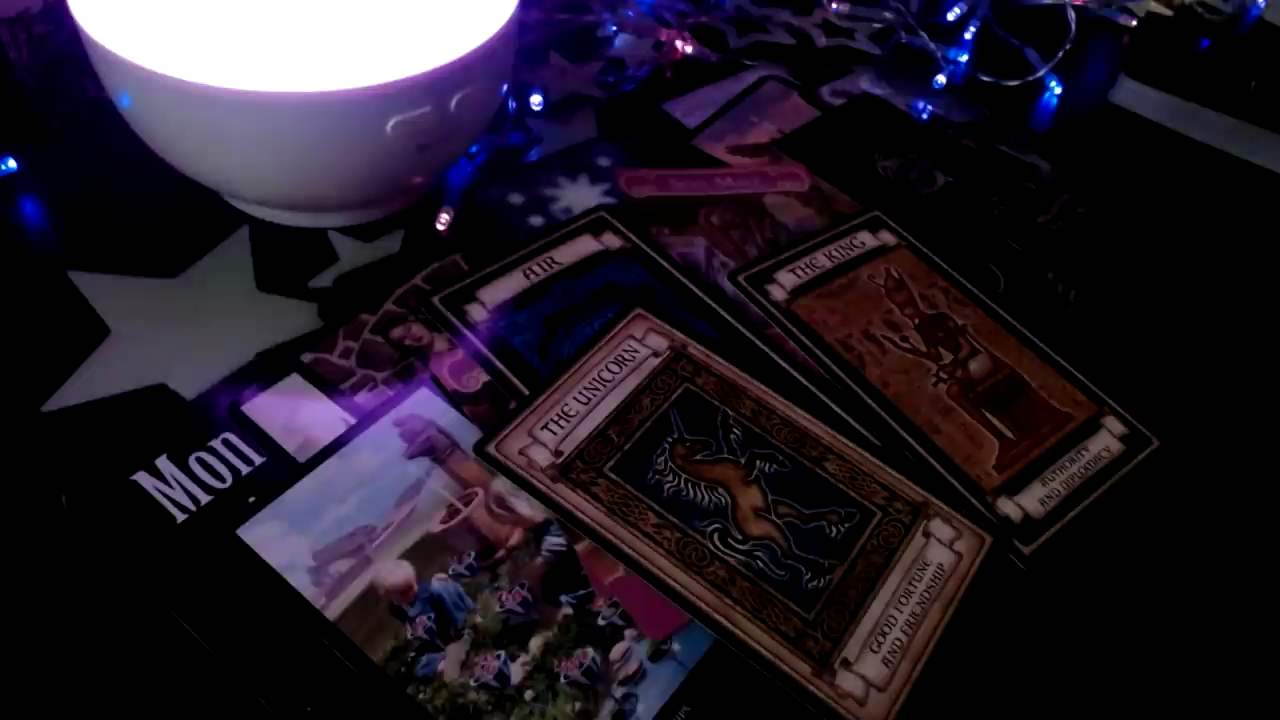 AIR
THE KING
THE UNICORN
Mon
AUTHORITY
AND DIPLOMACY
GOOD FORTUNE
AND FRIENDSHIP